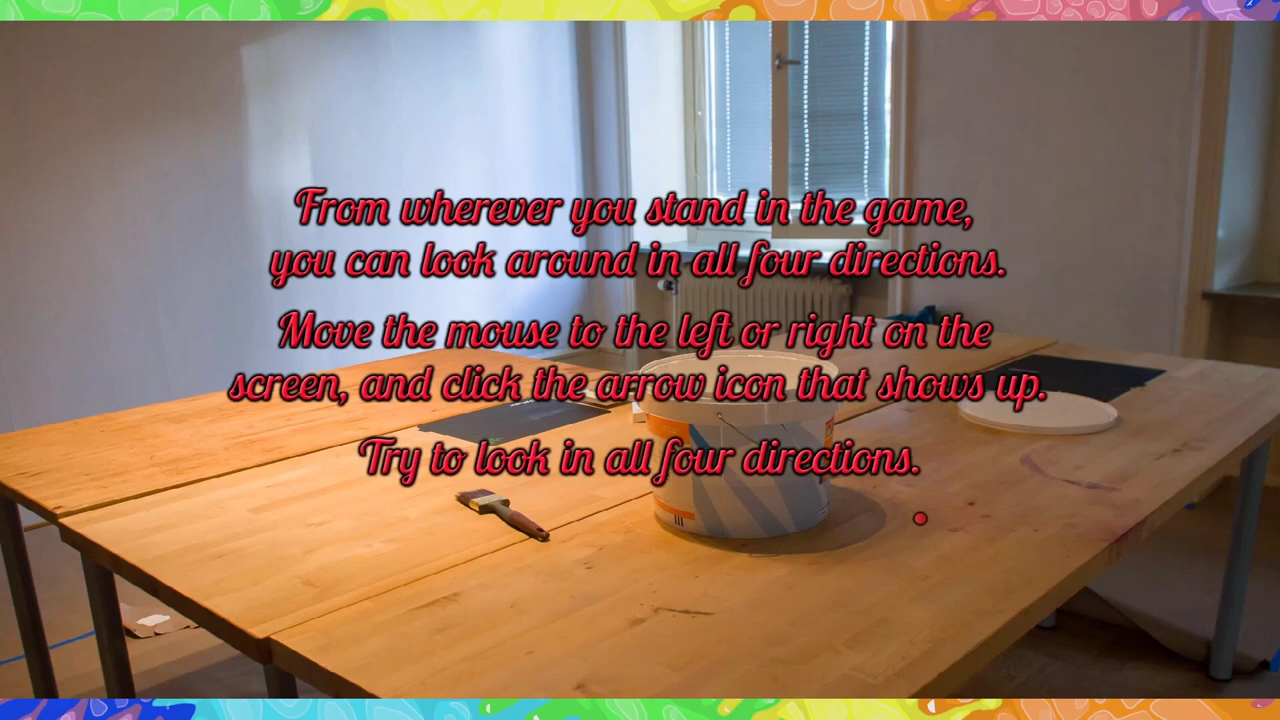 From wherever you stand in the game,
you can look around in all four directions.
Move the mouse to the left or right on the
screen, and click the arrow icon that shows up.
Try to look in all four directions.